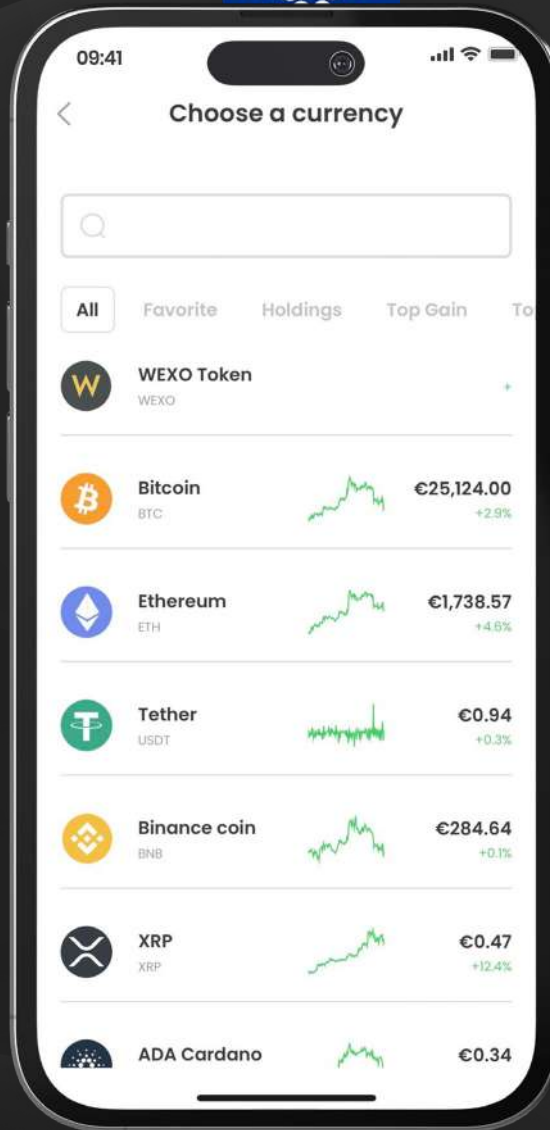 09:41
Choose a currency
All Favorite Holdings Top Gain
WEXO Token
WEXO
+
Bitcoin €25,124.00
BTC +2.9%
Ethereum €1,738.57
ETH +4.6%
Tether €0.94
USDT +0.3%
Binance coin €284.64
BNB +0.1%
XRP €0.47
XRP +12.4%
ADA Cardano €0.34